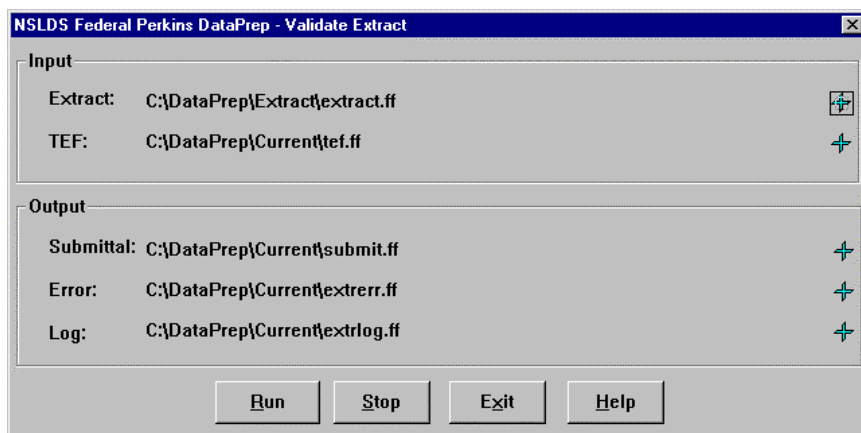 NSLDS Federal Perkins DataPrep - Validate Extract
Input
Extract: C:\DataPrep\Extract\extract.ff
TEF: C:\DataPrep\Current\tef.ff
Output
Submittal: C:\DataPrep\Current\submit.ff
Error: C:\DataPrep\Current\extrerr.ff
Log: C:\DataPrep\Current\extrlog.ff
Run Stop Exit Help